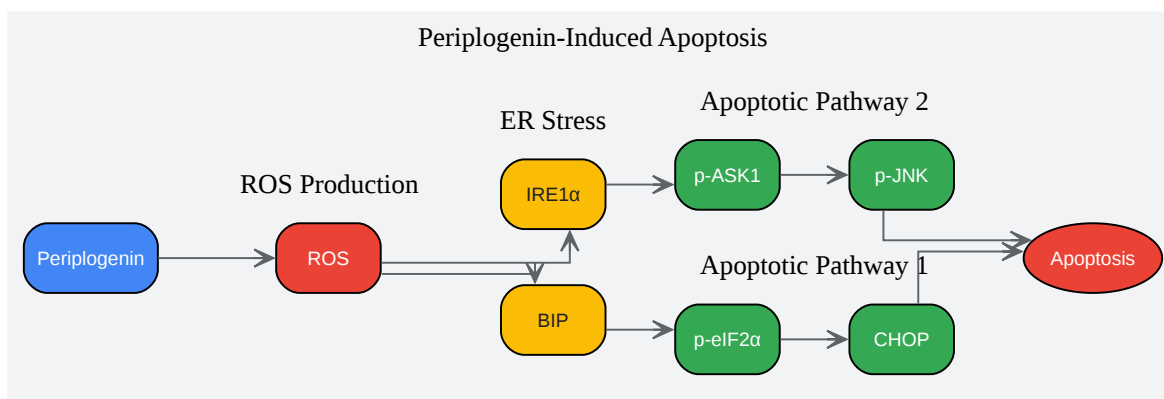 Periplogenin-Induced Apoptosis
Apoptotic Pathway 2
ER Stress
p-ASK1
p-JNK
IRE1α
ROS Production
Periplogenin
ROS
Apoptotic Pathway 1
Apoptosis
BIP
p-eIF2α
CHOP